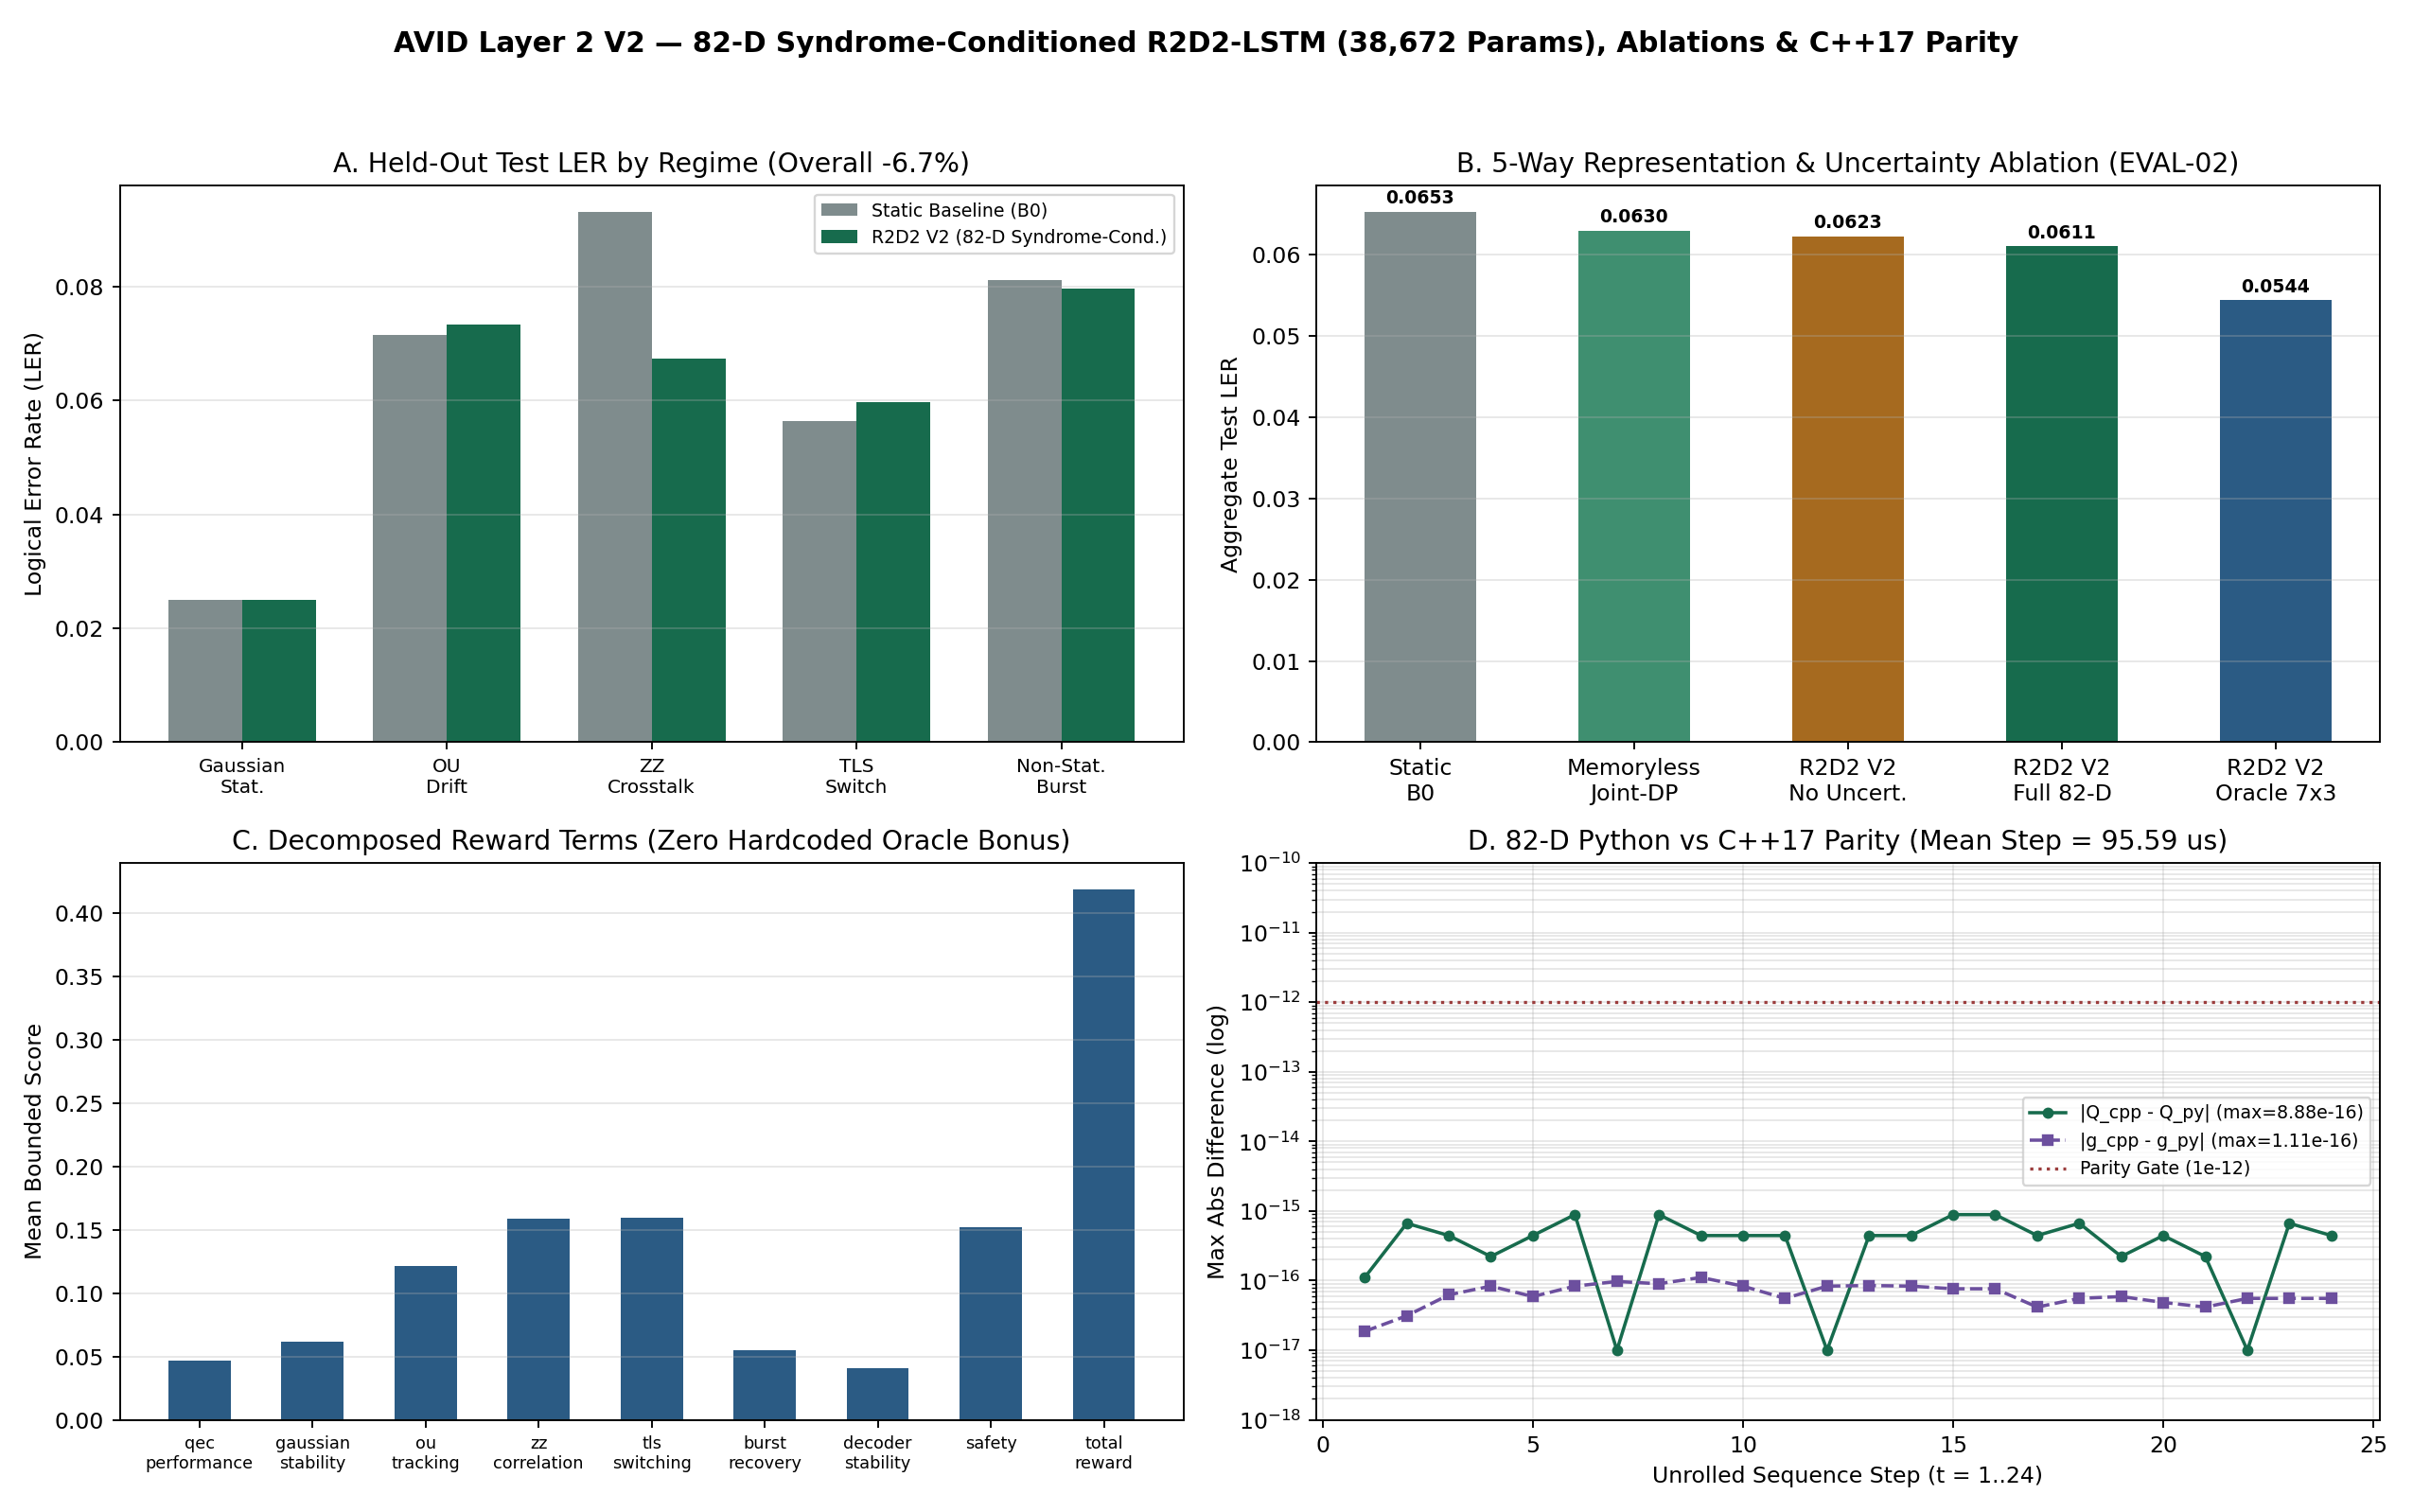 AVID Layer 2 V2 — 82-D Syndrome-Conditioned R2D2-LSTM (38,672 Params), Ablations & C++17 Parity
A. Held-Out Test LER by Regime (Overall -6.7%)
Logical Error Rate (LER)
0.08
0.06
0.04
0.02
0.00
Static Baseline (B0)
R2D2 V2 (82-D Syndrome-Cond.)
Gaussian
Stat.
OU
Drift
ZZ
Crosstalk
TLS
Switch
Non-Stat.
Burst
B. 5-Way Representation & Uncertainty Ablation (EVAL-02)
Aggregate Test LER
0.06
0.05
0.04
0.03
0.02
0.01
0.00
0.0653
0.0630
0.0623
0.0611
0.0544
Static
B0
Memoryless
Joint-DP
R2D2 V2
No Uncert.
R2D2 V2
Full 82-D
R2D2 V2
Oracle 7x3
C. Decomposed Reward Terms (Zero Hardcoded Oracle Bonus)
Mean Bounded Score
0.40
0.35
0.30
0.25
0.20
0.15
0.10
0.05
0.00
qec
performance
gaussian
stability
ou
tracking
zz
correlation
tls
switching
burst
recovery
decoder
stability
safety
total
reward
D. 82-D Python vs C++17 Parity (Mean Step = 95.59 us)
Max Abs Difference (log)
10⁻¹⁰
10⁻¹¹
10⁻¹²
10⁻¹³
10⁻¹⁴
10⁻¹⁵
10⁻¹⁶
10⁻¹⁷
10⁻¹⁸
|Q_cpp - Q_py| (max=8.88e-16)
|g_cpp - g_py| (max=1.11e-16)
Parity Gate (1e-12)
0
5
10
15
20
25
Unrolled Sequence Step (t = 1..24)